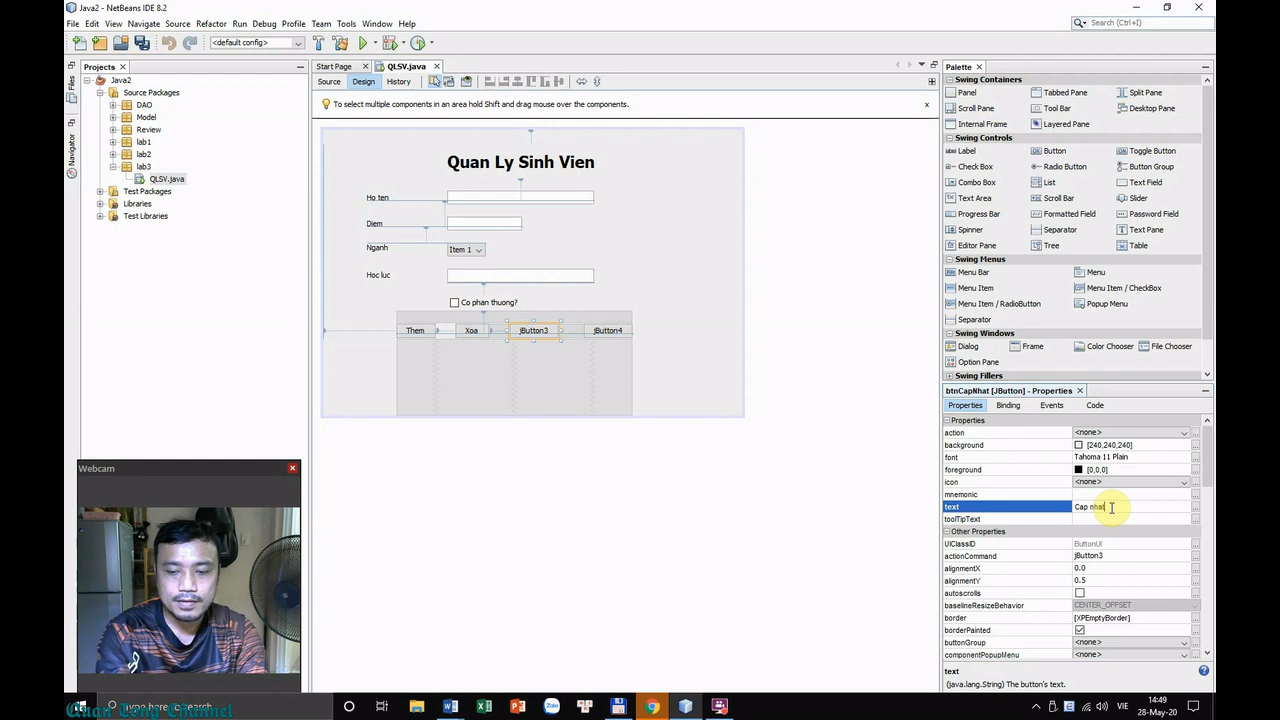 Java2 - NetBeans IDE 8.2
File Edit View Navigate Source Refactor Run Debug Profile Team Tools Window Help
<default config>
Search (Ctrl+I)
Projects
Files
Navigator
Java2
Source Packages
DAO
Model
Review
lab1
lab2
lab3
QLSV.java
Test Packages
Libraries
Test Libraries
Start Page
QLSV.java
Source Design History
To select multiple components in an area hold Shift and drag mouse over the components.
Quan Ly Sinh Vien
Ho ten
Diem
Nganh Item 1
Hoc luc
Co phan thuong?
Them Xoa jButton3 jButton4
Palette
Swing Containers
Panel Tabbed Pane Split Pane
Scroll Pane Tool Bar Desktop Pane
Internal Frame Layered Pane
Swing Controls
Label Button Toggle Button
Check Box Radio Button Button Group
Combo Box List Text Field
Text Area Scroll Bar Slider
Progress Bar Formatted Field Password Field
Spinner Separator Text Pane
Editor Pane Tree Table
Swing Menus
Menu Bar Menu
Menu Item Menu Item / CheckBox
Menu Item / RadioButton Popup Menu
Separator
Swing Windows
Dialog Frame Color Chooser File Chooser
Option Pane
Swing Fillers
btnCapNhat [JButton] - Properties
Properties Binding Events Code
Properties
action <none>
background [240,240,240]
font Tahoma 11 Plain
foreground [0,0,0]
icon <none>
mnemonic
text Cap nhat
toolTipText
Other Properties
UIClassID ButtonUI
actionCommand jButton3
alignmentX 0.0
alignmentY 0.5
autoscrolls
baselineResizeBehavior CENTER_OFFSET
border [XPEmptyBorder]
borderPainted
buttonGroup <none>
componentPopupMenu <none>
text
(java.lang.String) The button's text.
Webcam
Type here to search
Quan Tong Channel
14:49
28-May-20